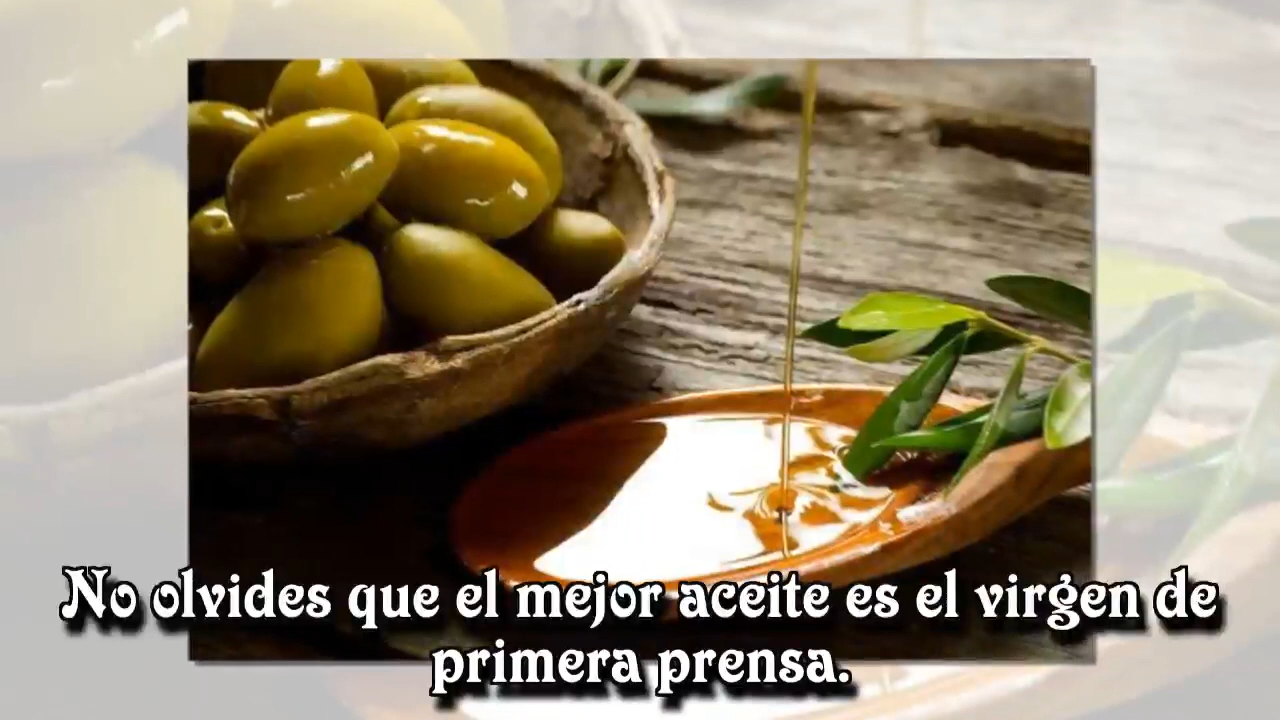 No olvides que el mejor aceite es el virgen de
primera prensa.